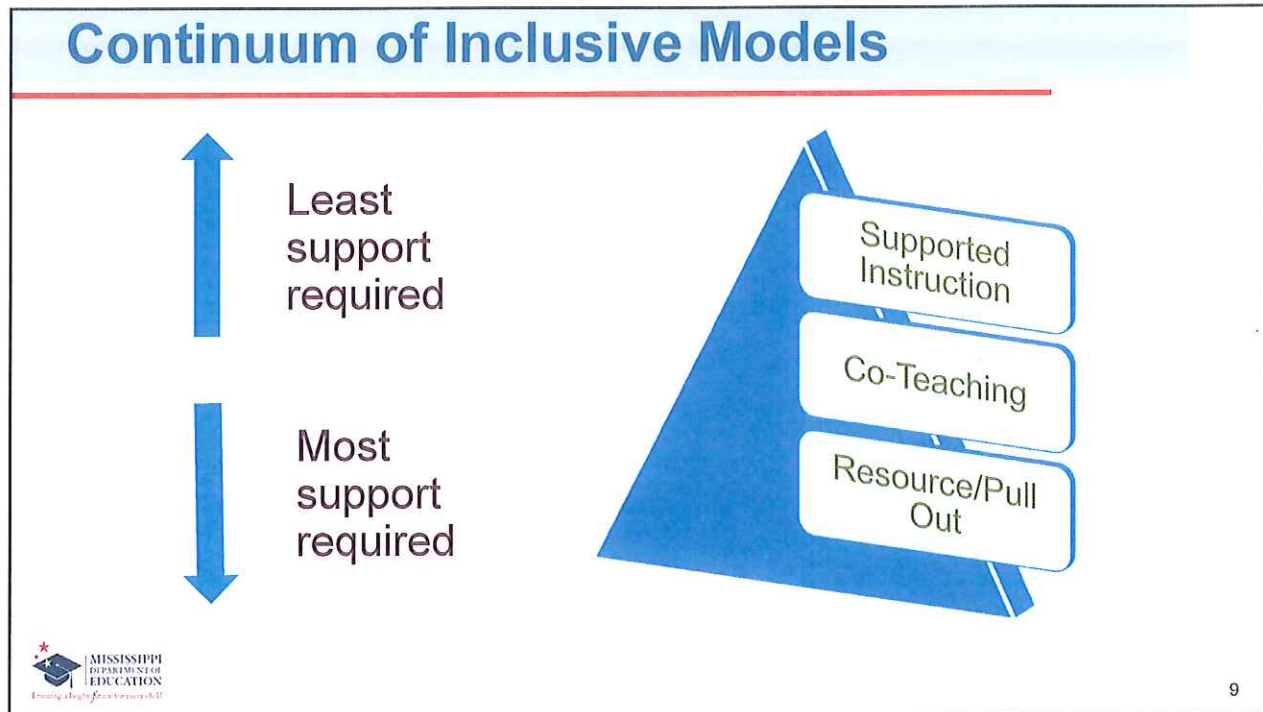 Continuum of Inclusive Models
Least
support
required
Most
support
required
Supported
Instruction
Co-Teaching
Resource/Pull
Out
MISSISSIPPI
DEPARTMENT OF
EDUCATION
9